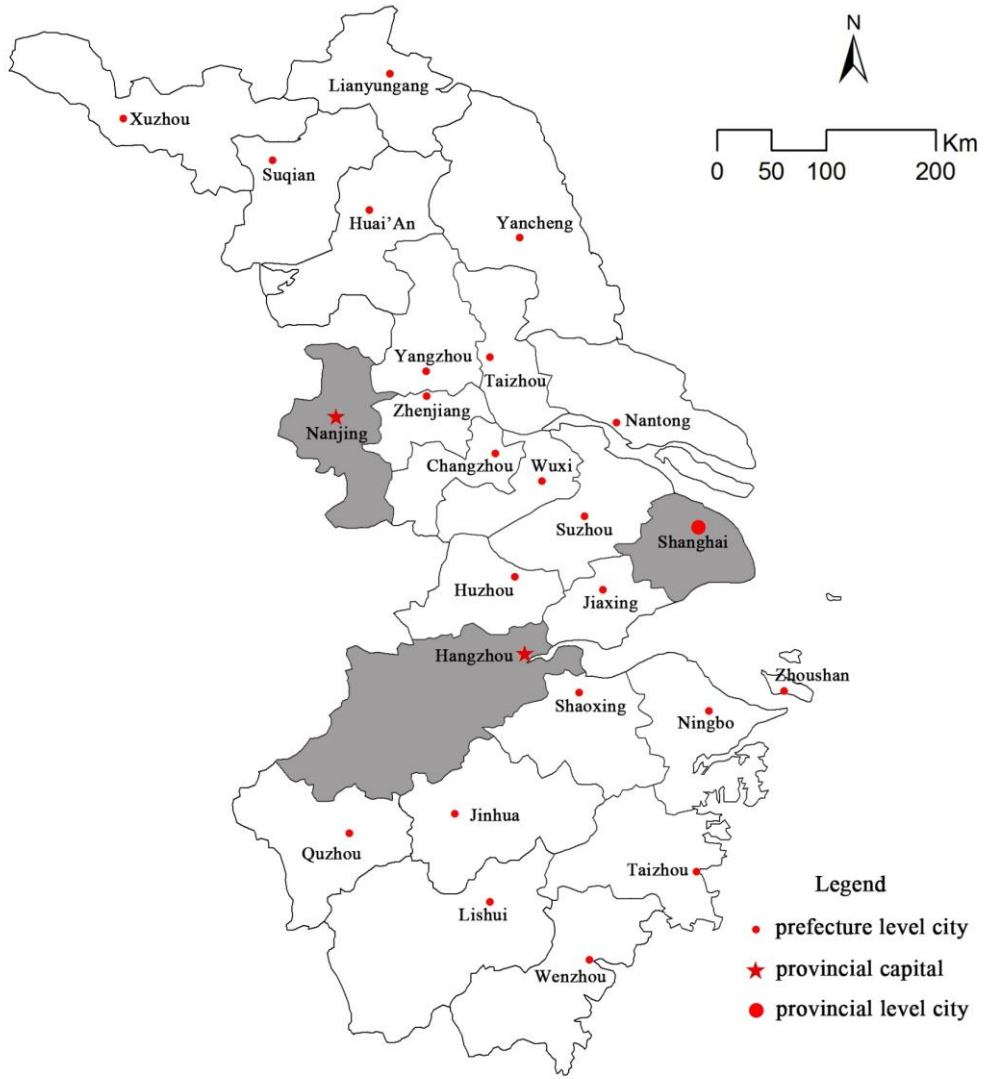 N
Lianyungang
Xuzhou
Km
0 50 100 200
Suqian
Huai'An
Yancheng
Yangzhou
Taizhou
Zhenjiang
Nantong
Nanjing
Changzhou
Wuxi
Suzhou
Shanghai
Huzhou
Jiaxing
Hangzhou
Zhoushan
Shaoxing
Ningbo
Jinhua
Quzhou
Taizhou
Lishui
Wenzhou
Legend
prefecture level city
provincial capital
provincial level city